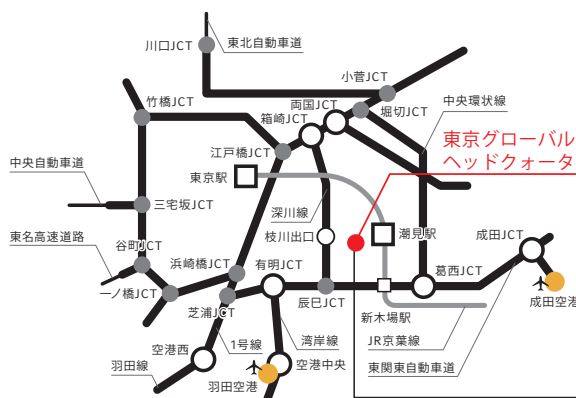 東北自動車道
川口JCT
小菅JCT
竹橋JCT
両国JCT
箱崎JCT
堀切JCT
中央環状線
江戸橋JCT
東京グローバル
ヘッドクォータ
中央自動車道
東京駅
三宅坂JCT
深川線
枝川出口
潮見駅
東名高速道路
谷町JCT
浜崎橋JCT
有明JCT
成田JCT
一ノ橋JCT
芝浦JCT
辰巳JCT
葛西JCT
成田空港
新木場駅
空港西
1号線
湾岸線
JR京葉線
羽田線
羽田空港
空港中央
東関東自動車道